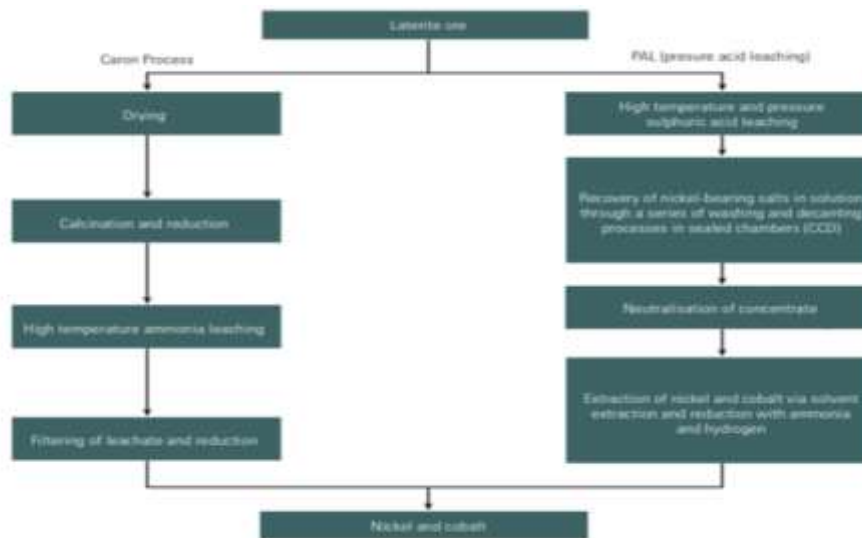 Laterite ore
Caron Process
PAL (presure acid leaching)
Drying
Calcination and reduction
High temperature ammonia leaching
Filtering of leachate and reduction
High temperature and pressure
sulphuric acid leaching
Recovery of nickel-bearing salts in solution
through a series of washing and decanting
processes in sealed chambers (CCD)
Neutralisation of concentrate
Extraction of nickel and cobalt via solvent
extraction and reduction with ammonia
and hydrogen
Nickel and cobalt